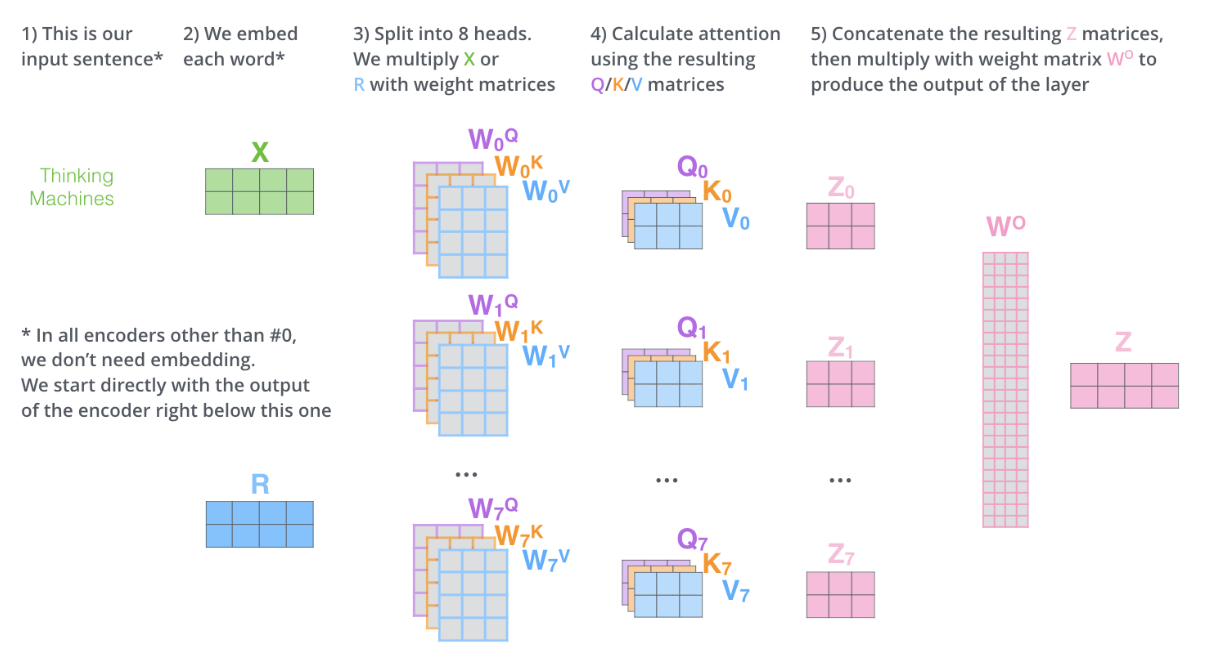 1) This is our
input sentence*
2) We embed
each word*
3) Split into 8 heads.
We multiply X or
R with weight matrices
4) Calculate attention
using the resulting
Q/K/V matrices
5) Concatenate the resulting Z matrices,
then multiply with weight matrix Wᴼ to
produce the output of the layer
Thinking
Machines
X
W₀Q
W₀K
W₀V
Q₀
K₀
V₀
Z₀
* In all encoders other than #0,
we don’t need embedding.
We start directly with the output
of the encoder right below this one
W₁Q
W₁K
W₁V
Q₁
K₁
V₁
Z₁
Wᴼ
Z
...
...
...
R
W₇Q
W₇K
W₇V
Q₇
K₇
V₇
Z₇